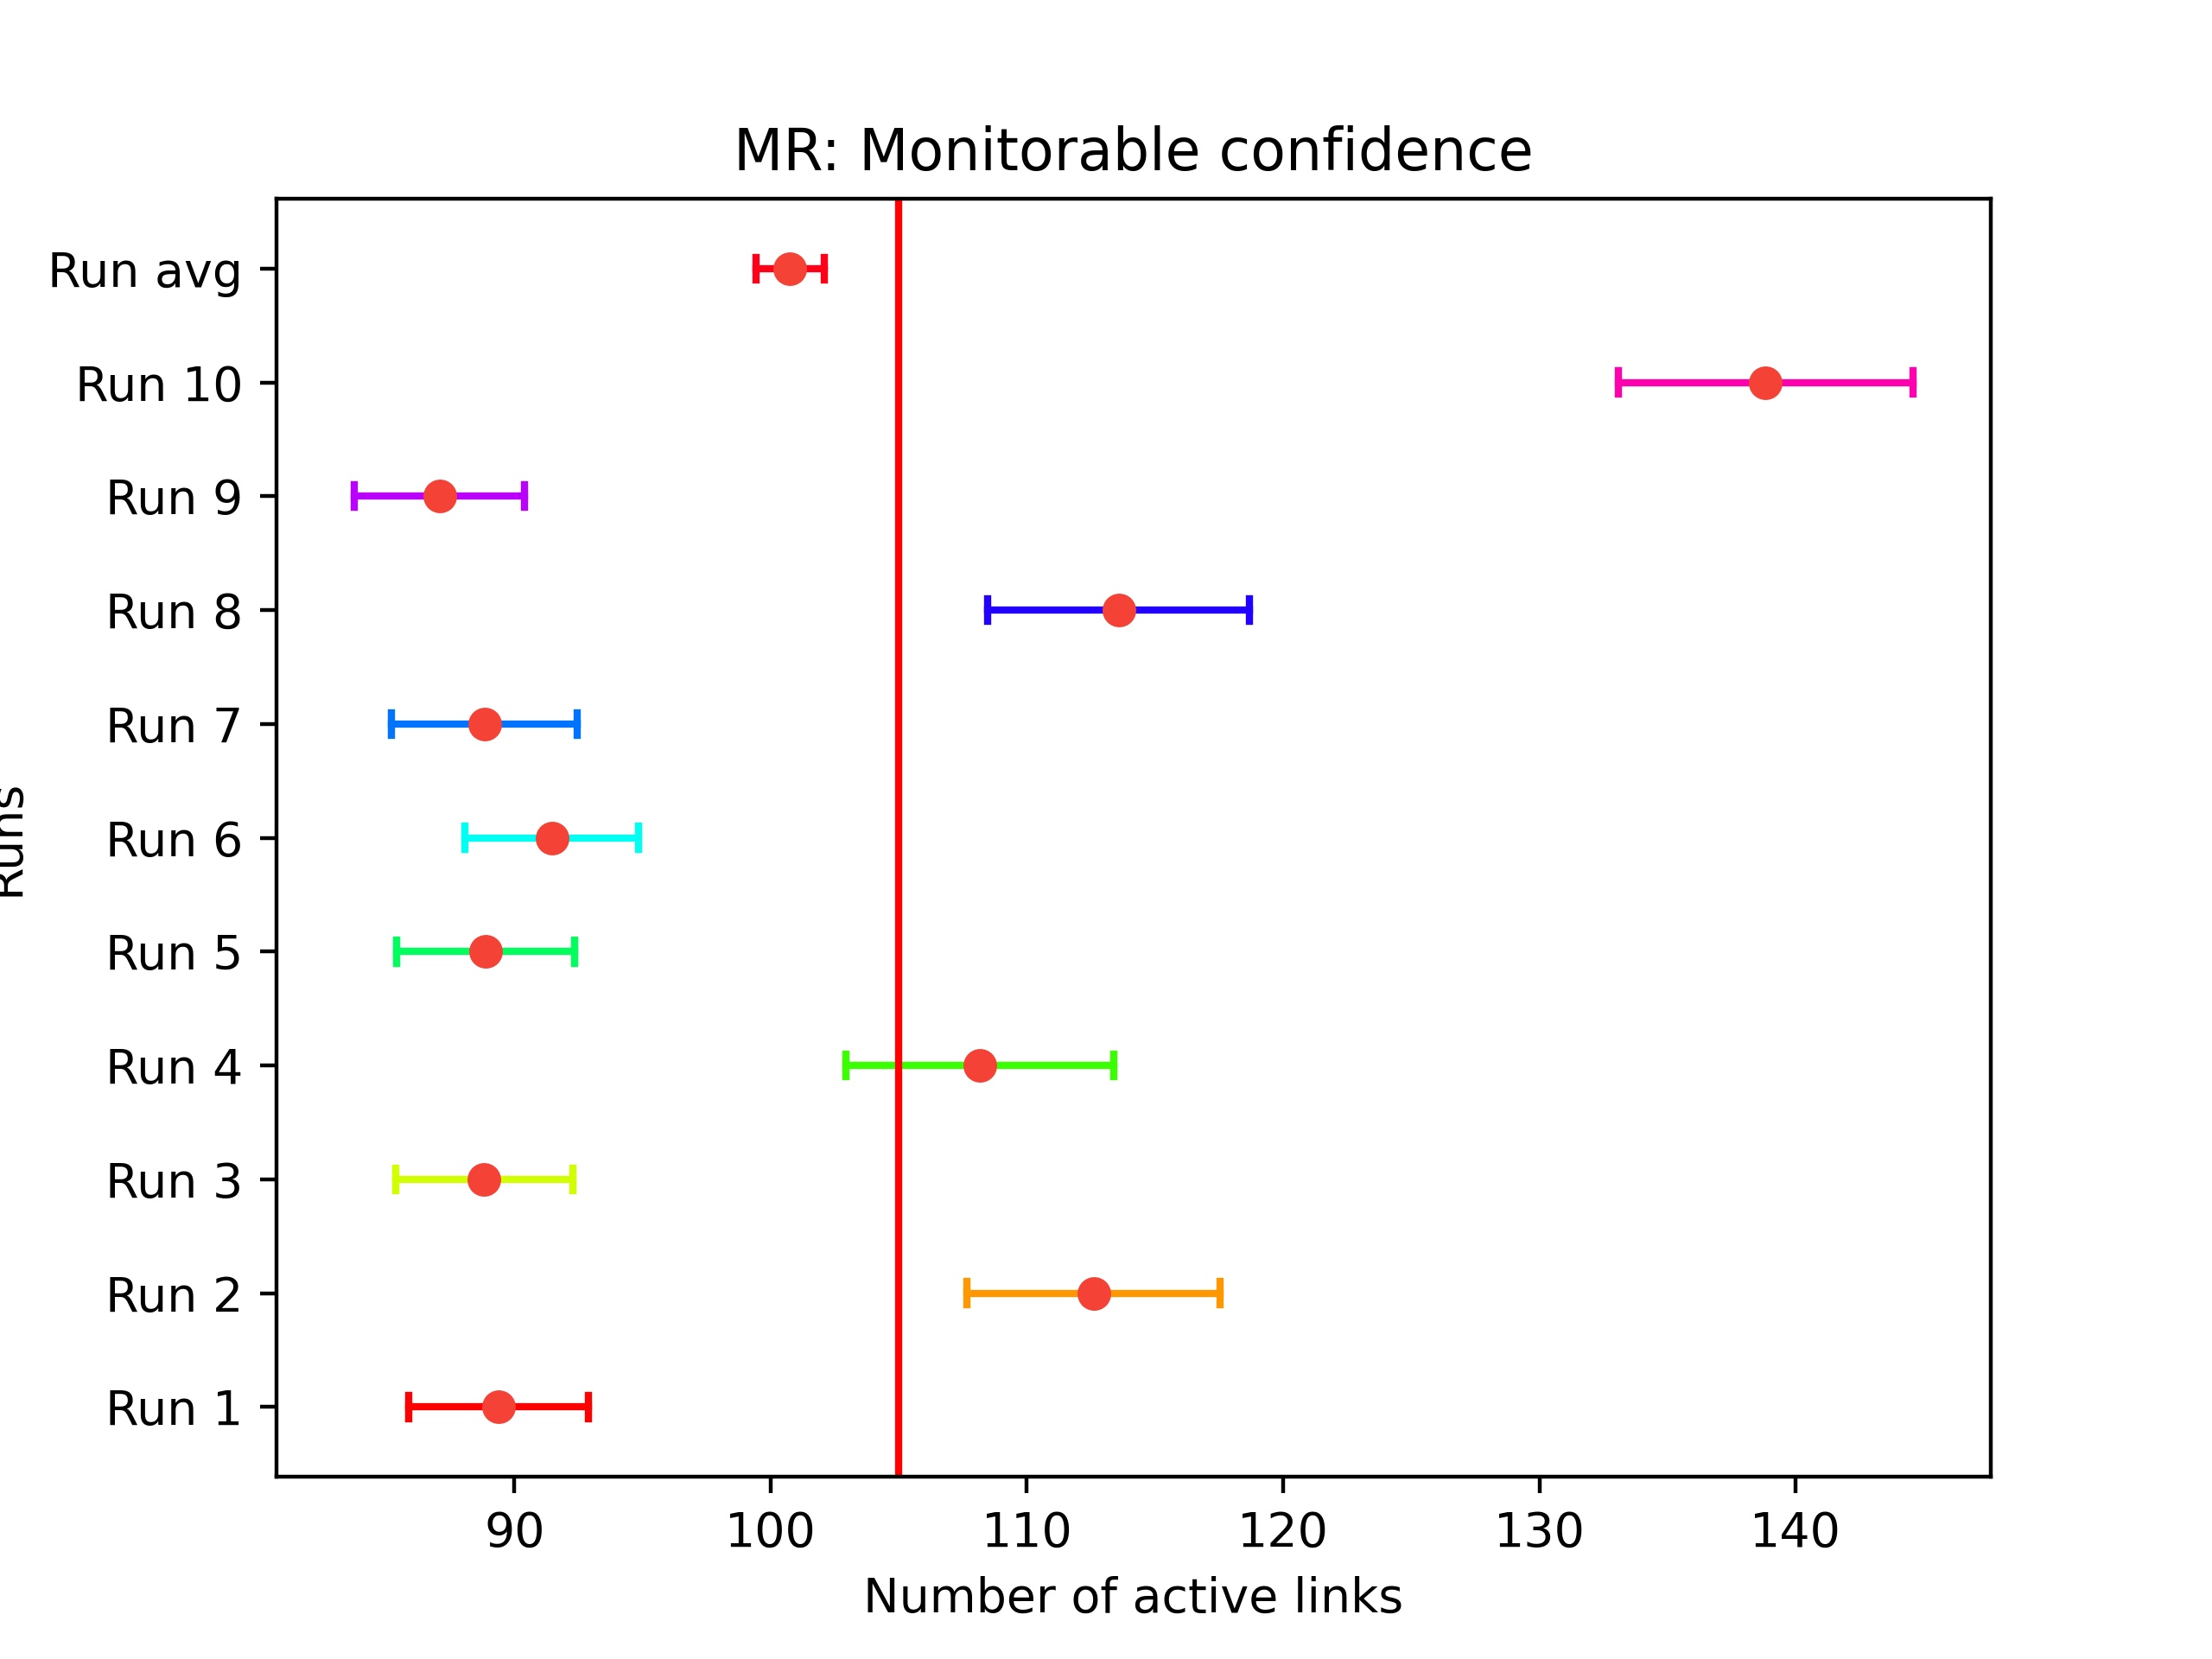 MR: Monitorable confidence
Run avg
Run 10
Run 9
Run 8
Run 7
Run 6
Run 5
Run 4
Run 3
Run 2
Run 1
Runs
90 100 110 120 130 140
Number of active links